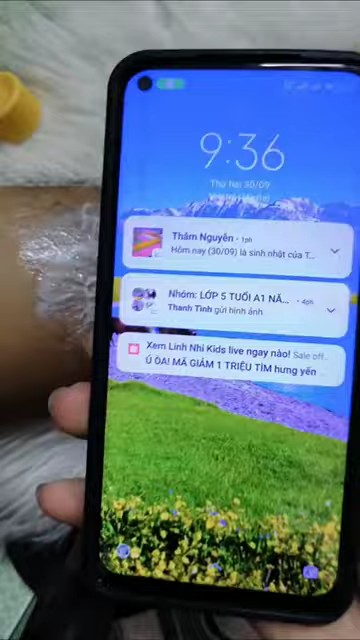 9:36
Thứ hai 30/09
Thắm Nguyễn · 1ph
Hôm nay (30/09) là sinh nhật của T...
Nhóm: LỚP 5 TUỔI A1 NĂ... · 4ph
Thanh Tình gửi hình ảnh
Xem Linh Nhi Kids live ngay nào! Sale off..
Ú ÒA! MÃ GIẢM 1 TRIỆU TÌM hưng yên